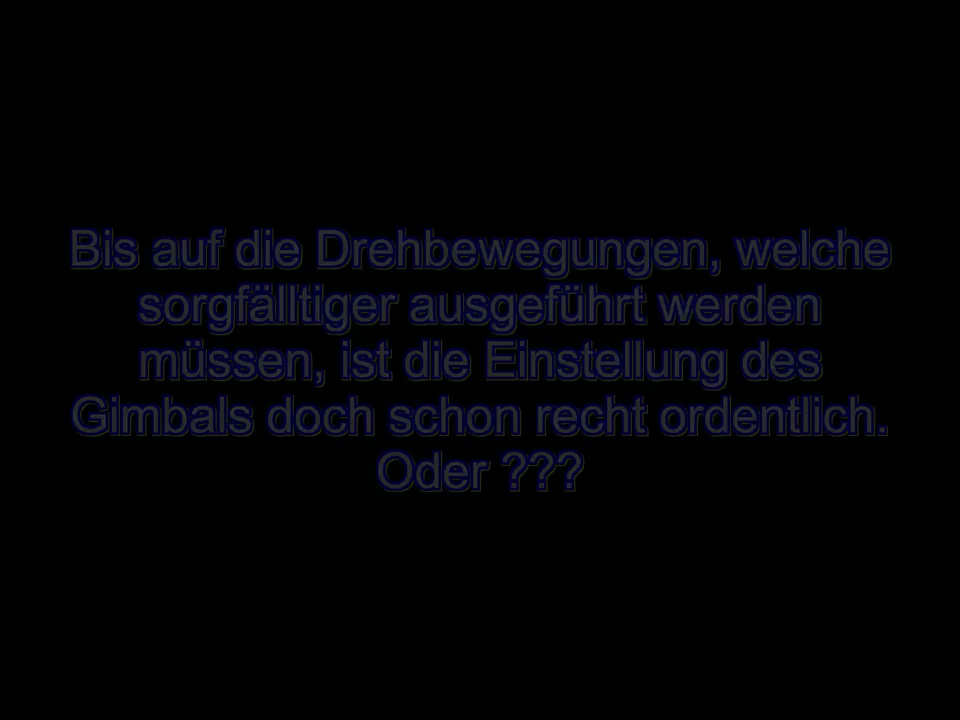 Bis auf die Drehbewegungen, welche
sorgfälltiger ausgeführt werden
müssen, ist die Einstellung des
Gimbals doch schon recht ordentlich.
Oder ???